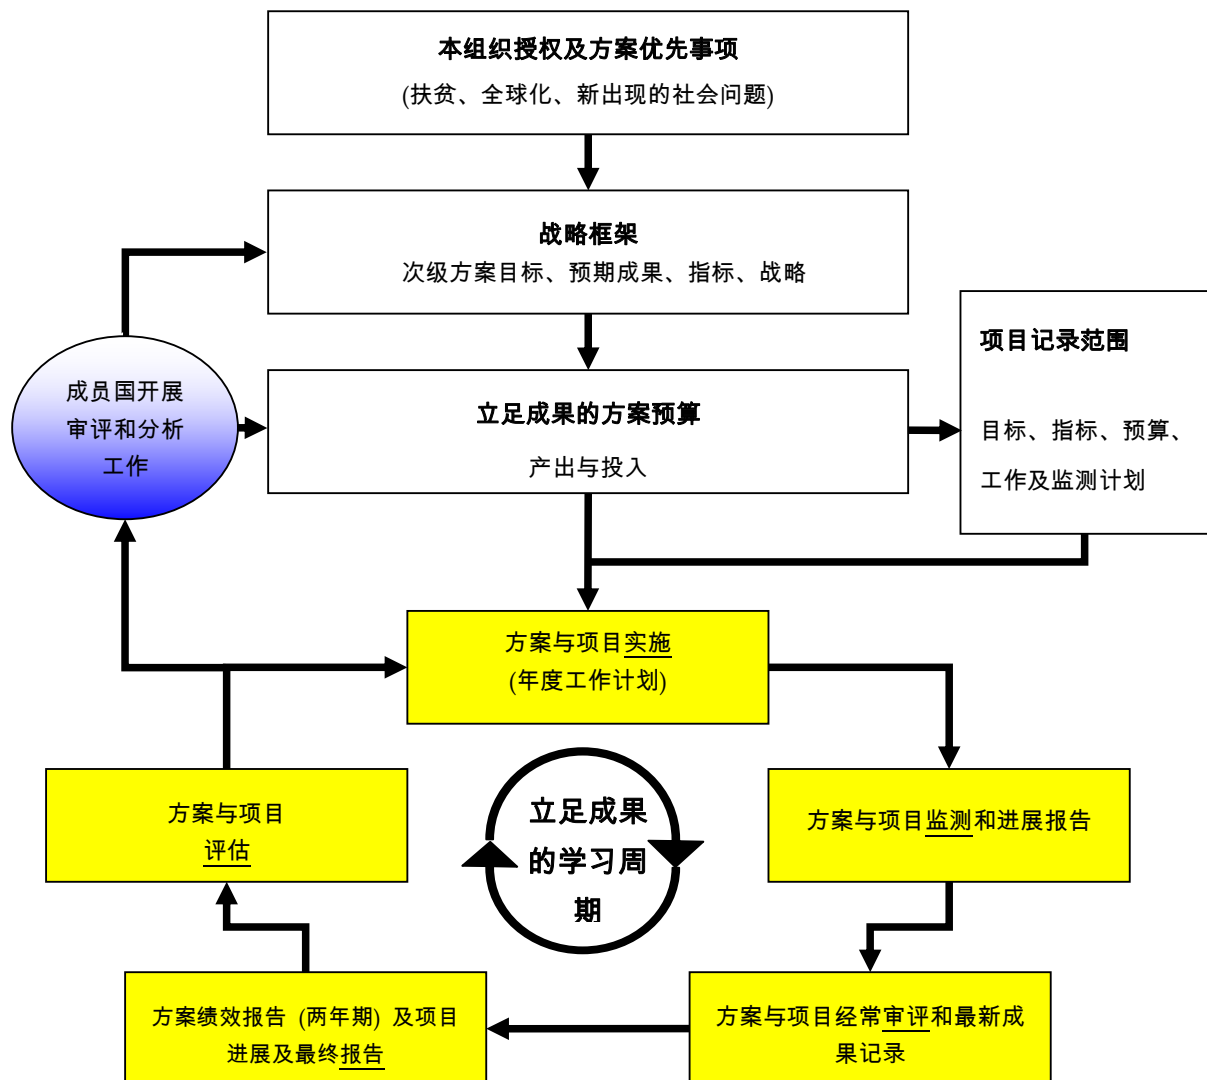 本组织授权及方案优先事项
(扶贫、全球化、新出现的社会问题)
战略框架
次级方案目标、预期成果、指标、战略
项目记录范围
目标、指标、预算、
工作及监测计划
成员国开展
审评和分析
工作
立足成果的方案预算
产出与投入
方案与项目实施
(年度工作计划)
方案与项目
评估
立足成果
的学习周
期
方案与项目监测和进展报告
方案绩效报告 (两年期) 及项目
进展及最终报告
方案与项目经常审评和最新成
果记录